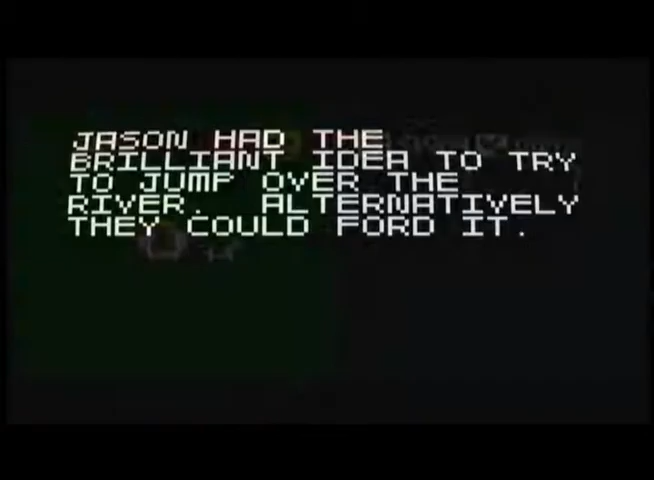 JASON HAD THE
BRILLIANT IDEA TO TRY
TO JUMP OVER THE
RIVER. ALTERNATIVELY
THEY COULD FORD IT.